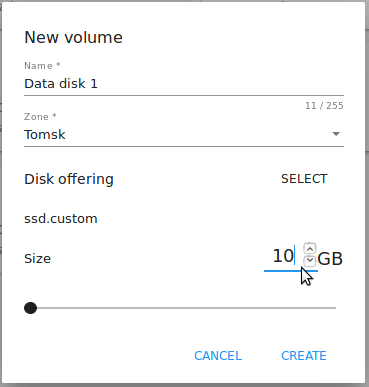 New volume
Name *
Data disk 1
11 / 255
Zone *
Tomsk
Disk offering SELECT
ssd.custom
Size 10 GB
CANCEL CREATE